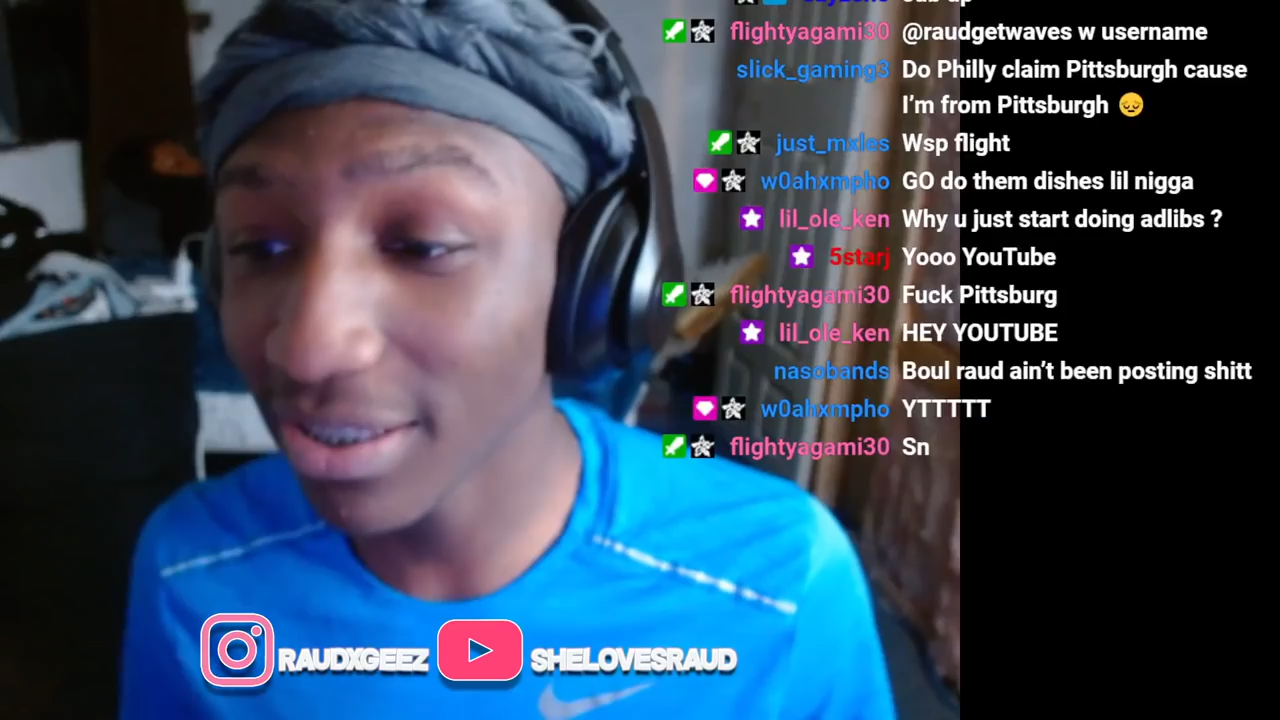 flightyagami30 @raudgetwaves w username
slick_gaming3 Do Philly claim Pittsburgh cause
I'm from Pittsburgh 😔
just_mxles Wsp flight
w0ahxmpho GO do them dishes lil nigga
lil_ole_ken Why u just start doing adlibs ?
5starj Yooo YouTube
flightyagami30 Fuck Pittsburg
lil_ole_ken HEY YOUTUBE
nasobands Boul raud ain't been posting shitt
w0ahxmpho YTTTTT
flightyagami30 Sn
RAUDXGEEZ SHELOVESRAUD